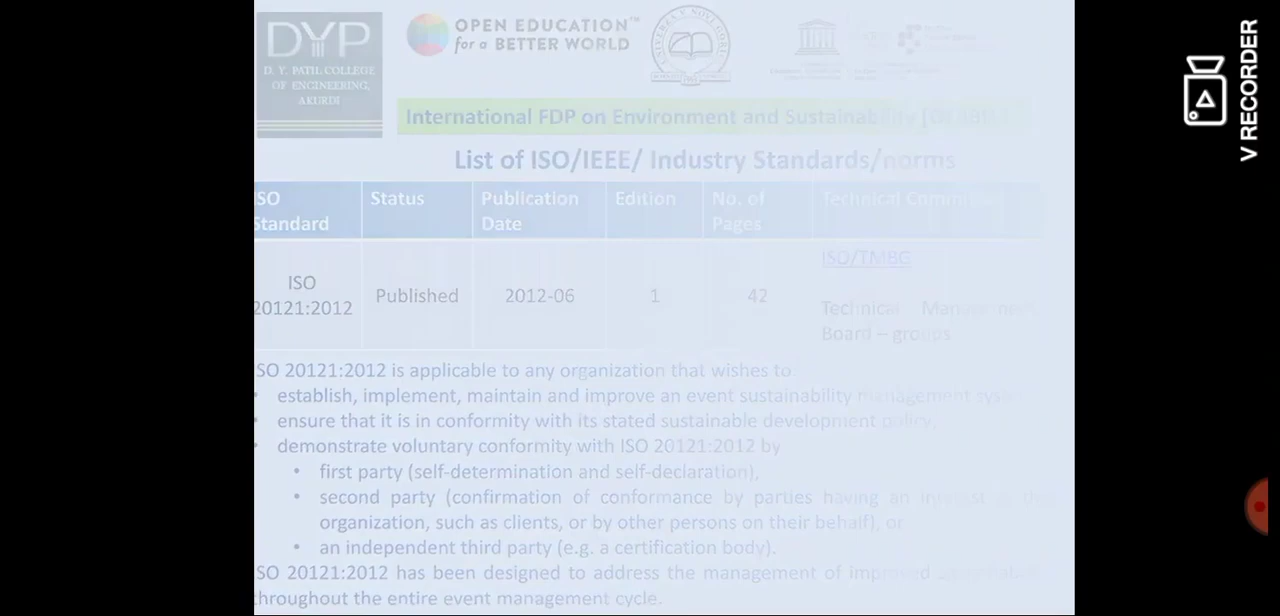 DYP
D. Y. PATIL COLLEGE
OF ENGINEERING,
AKURDI
OPEN EDUCATION™
for a BETTER WORLD
International FDP on Environment and Sustainability
List of ISO/IEEE/ Industry Standards/norms
ISO Standard
Status
Publication Date
Edition
No. of Pages
Technical
ISO 20121:2012
Published
2012-06
1
42
ISO/TMBG
Technical
Board – groups
ISO 20121:2012 is applicable to any organization that wishes to:
• establish, implement, maintain and improve an event sustainability management
• ensure that it is in conformity with its stated sustainable development policy,
• demonstrate voluntary conformity with ISO 20121:2012 by
• first party (self-determination and self-declaration),
• second party (confirmation of conformance by parties having an interest
organization, such as clients, or by other persons on their behalf), or
• an independent third party (e.g. a certification body).
ISO 20121:2012 has been designed to address the management of improved
throughout the entire event management cycle.
V RECORDER